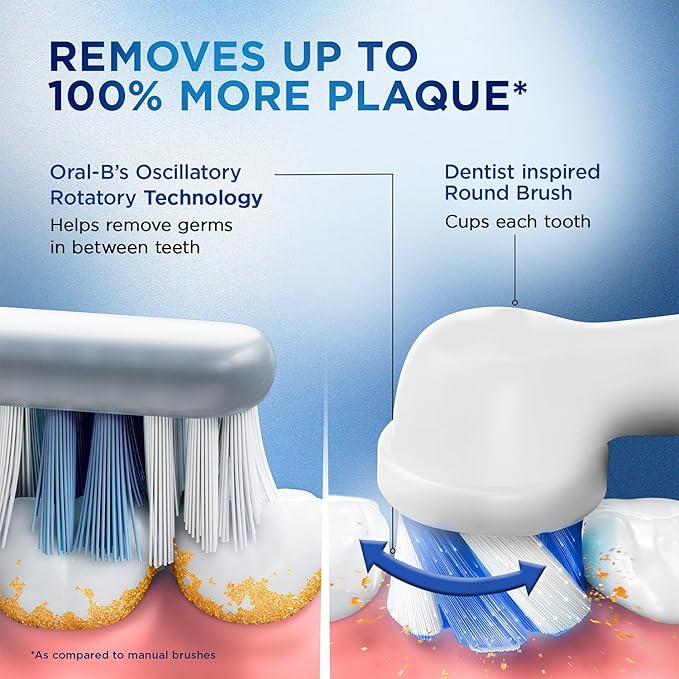 REMOVES UP TO
100% MORE PLAQUE*
Oral-B's Oscillatory
Rotatory Technology
Helps remove germs
in between teeth
Dentist inspired
Round Brush
Cups each tooth
*As compared to manual brushes